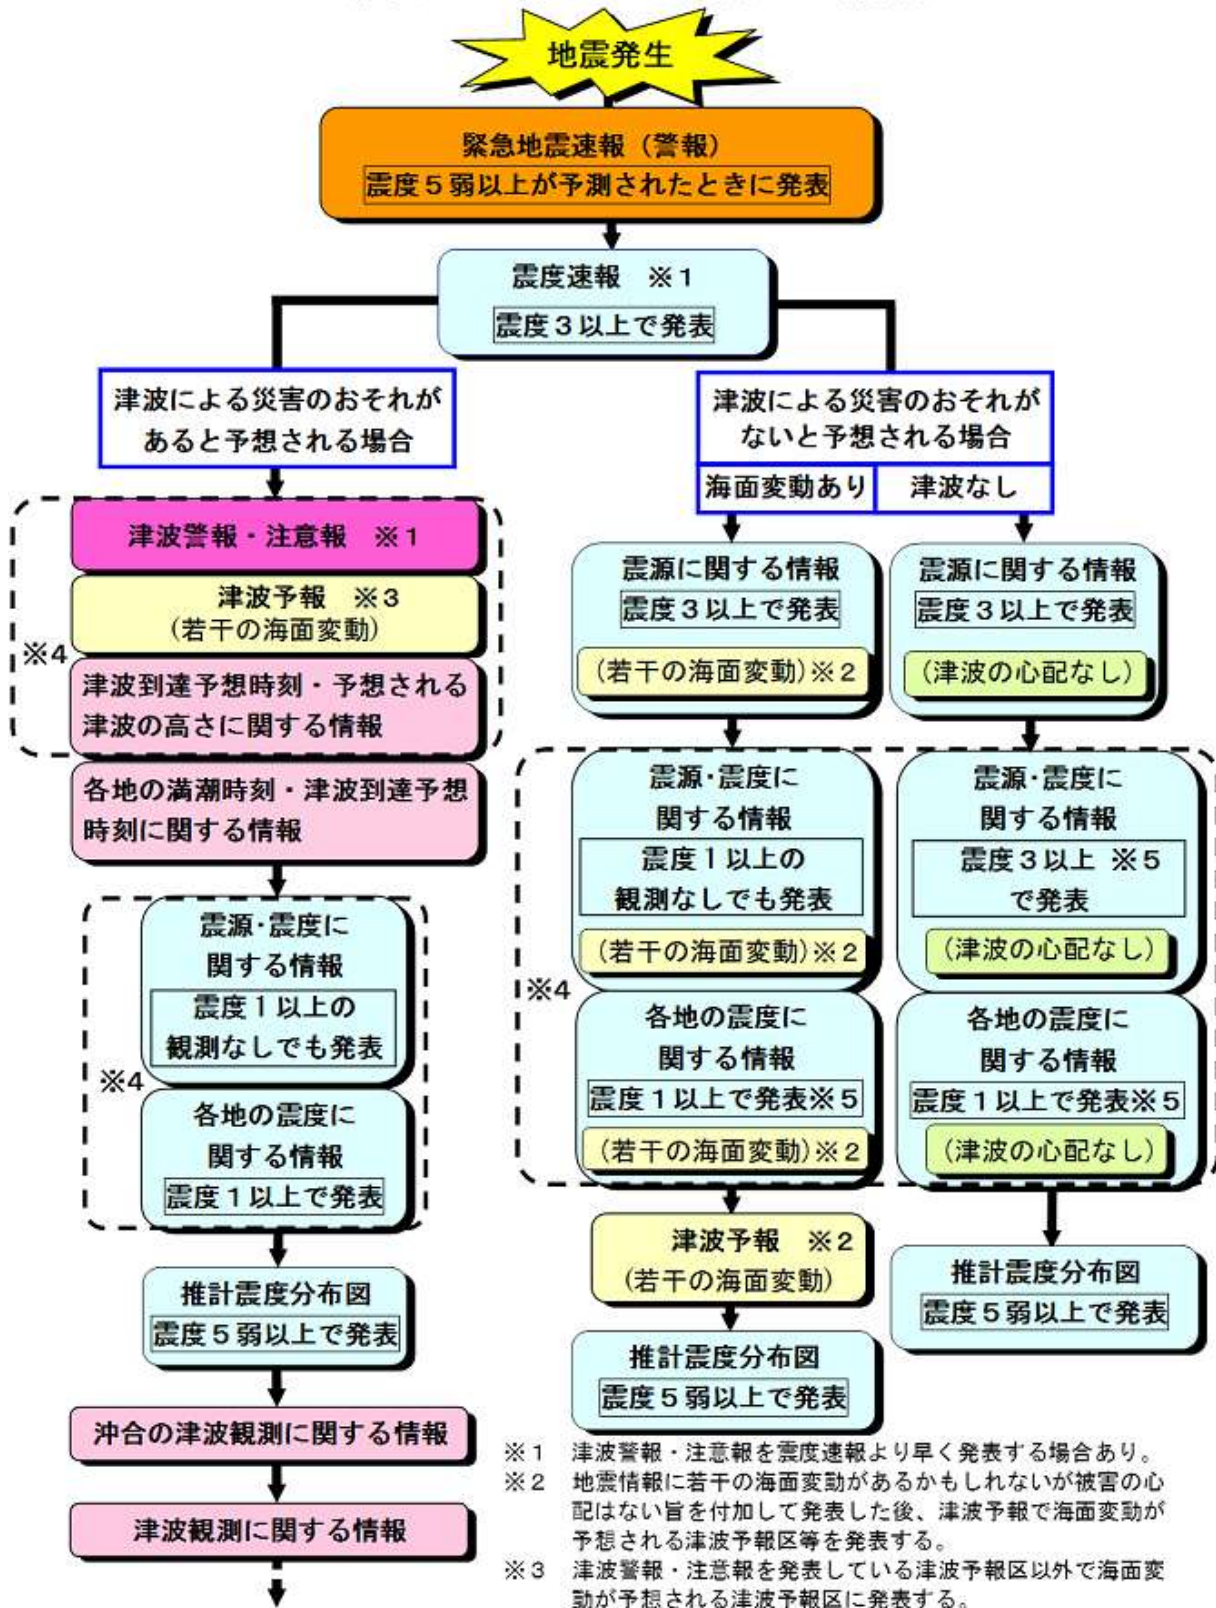 地震発生
緊急地震速報（警報）
震度５弱以上が予測されたときに発表
震度速報　※１
震度３以上で発表
津波による災害のおそれが
あると予想される場合
津波警報・注意報　※１
津波予報　※３
(若干の海面変動)
※4
津波到達予想時刻・予想される
津波の高さに関する情報
各地の満潮時刻・津波到達予想
時刻に関する情報
震源･震度に
関する情報
震度１以上の
観測なしでも発表
※4
各地の震度に
関する情報
震度１以上で発表
推計震度分布図
震度５弱以上で発表
沖合の津波観測に関する情報
津波観測に関する情報
津波による災害のおそれが
ないと予想される場合
海面変動あり
津波なし
震源に関する情報
震度３以上で発表
(若干の海面変動)※２
震源･震度に
関する情報
震度１以上の
観測なしでも発表
(若干の海面変動)※２
※4
各地の震度に
関する情報
震度１以上で発表※５
(若干の海面変動)※２
津波予報　※２
(若干の海面変動)
推計震度分布図
震度５弱以上で発表
震源に関する情報
震度３以上で発表
(津波の心配なし)
震源･震度に
関する情報
震度３以上 ※５
で発表
(津波の心配なし)
各地の震度に
関する情報
震度１以上で発表※５
(津波の心配なし)
推計震度分布図
震度５弱以上で発表
※１　津波警報・注意報を震度速報より早く発表する場合あり。
※２　地震情報に若干の海面変動があるかもしれないが被害の心
配はない旨を付加して発表した後、津波予報で海面変動が
予想される津波予報区等を発表する。
※３　津波警報・注意報を発表している津波予報区以外で海面変
動が予想される津波予報区に発表する。